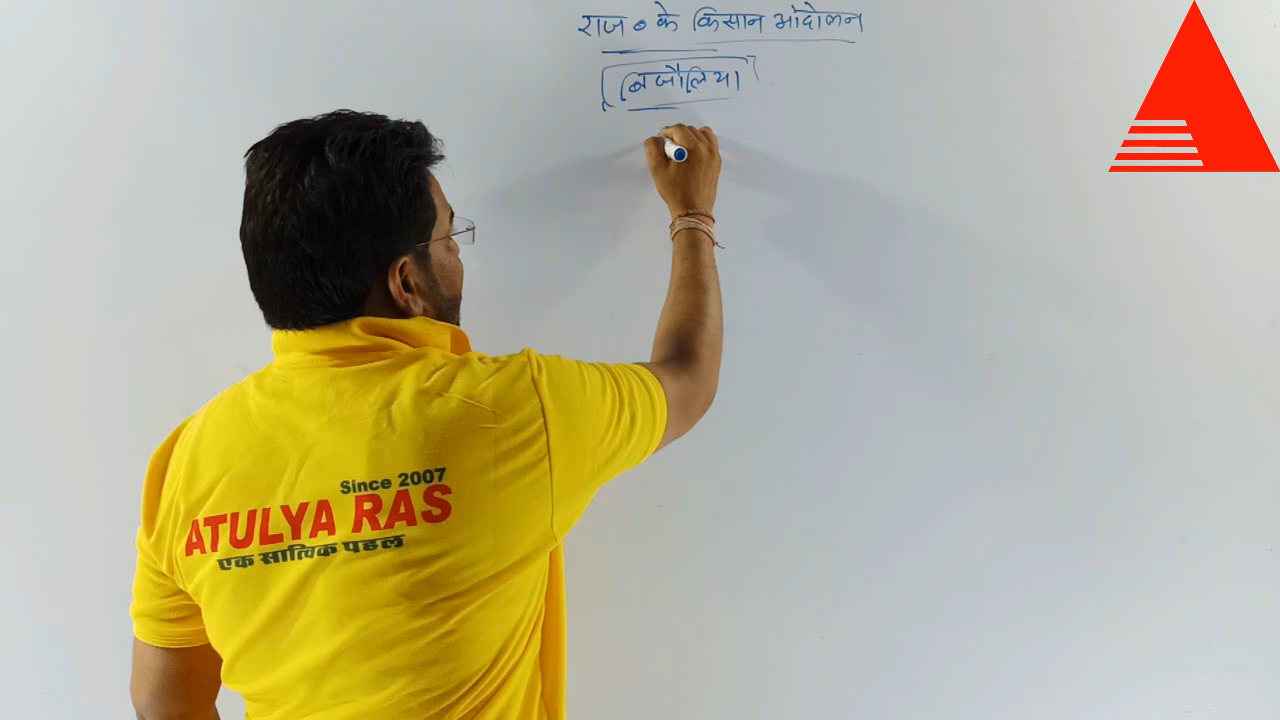 राज० के किसान आंदोलन
बिजौलिया
Since 2007
ATULYA RAS
एक सात्विक पहल